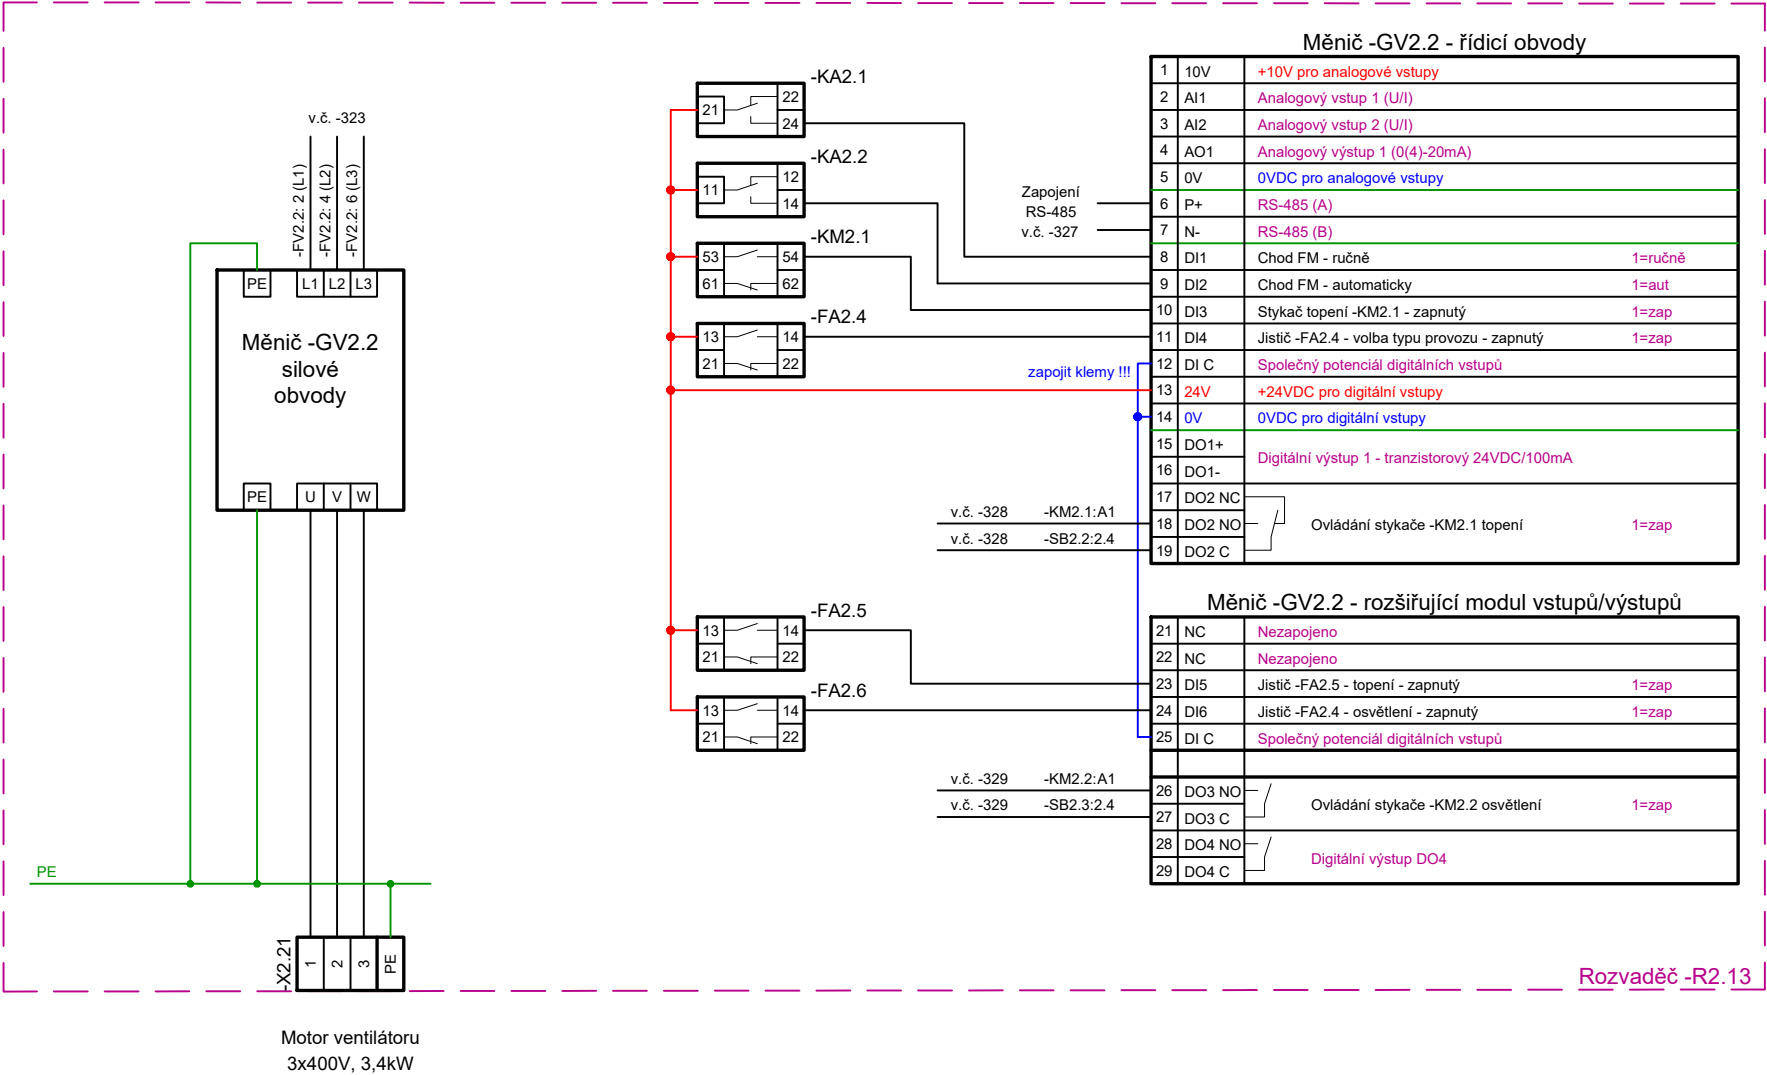 v.č. -323
-FV2.2: 2 (L1)
-FV2.2: 4 (L2)
-FV2.2: 6 (L3)
PE L1 L2 L3
Měnič -GV2.2
silové
obvody
PE U V W
PE
-X2.21
1 2 3 PE
Motor ventilátoru
3x400V, 3,4kW
-KA2.1
21 22
24
-KA2.2
11 12
14
-KM2.1
53 54
61 62
-FA2.4
13 14
21 22
-FA2.5
13 14
21 22
-FA2.6
13 14
21 22
Zapojení
RS-485
v.č. -327
zapojit klemy !!!
v.č. -328 -KM2.1:A1
v.č. -328 -SB2.2:2.4
v.č. -329 -KM2.2:A1
v.č. -329 -SB2.3:2.4
Měnič -GV2.2 - řídicí obvody
1 10V +10V pro analogové vstupy
2 AI1 Analogový vstup 1 (U/I)
3 AI2 Analogový vstup 2 (U/I)
4 AO1 Analogový výstup 1 (0(4)-20mA)
5 0V 0VDC pro analogové vstupy
6 P+ RS-485 (A)
7 N- RS-485 (B)
8 DI1 Chod FM - ručně 1=ručně
9 DI2 Chod FM - automaticky 1=aut
10 DI3 Stykač topení -KM2.1 - zapnutý 1=zap
11 DI4 Jistič -FA2.4 - volba typu provozu - zapnutý 1=zap
12 DI C Společný potenciál digitálních vstupů
13 24V +24VDC pro digitální vstupy
14 0V 0VDC pro digitální vstupy
15 DO1+
Digitální výstup 1 - tranzistorový 24VDC/100mA
16 DO1-
17 DO2 NC
18 DO2 NO Ovládání stykače -KM2.1 topení 1=zap
19 DO2 C
Měnič -GV2.2 - rozšiřující modul vstupů/výstupů
21 NC Nezapojeno
22 NC Nezapojeno
23 DI5 Jistič -FA2.5 - topení - zapnutý 1=zap
24 DI6 Jistič -FA2.4 - osvětlení - zapnutý 1=zap
25 DI C Společný potenciál digitálních vstupů
26 DO3 NO
Ovládání stykače -KM2.2 osvětlení 1=zap
27 DO3 C
28 DO4 NO
Digitální výstup DO4
29 DO4 C
Rozvaděč -R2.13